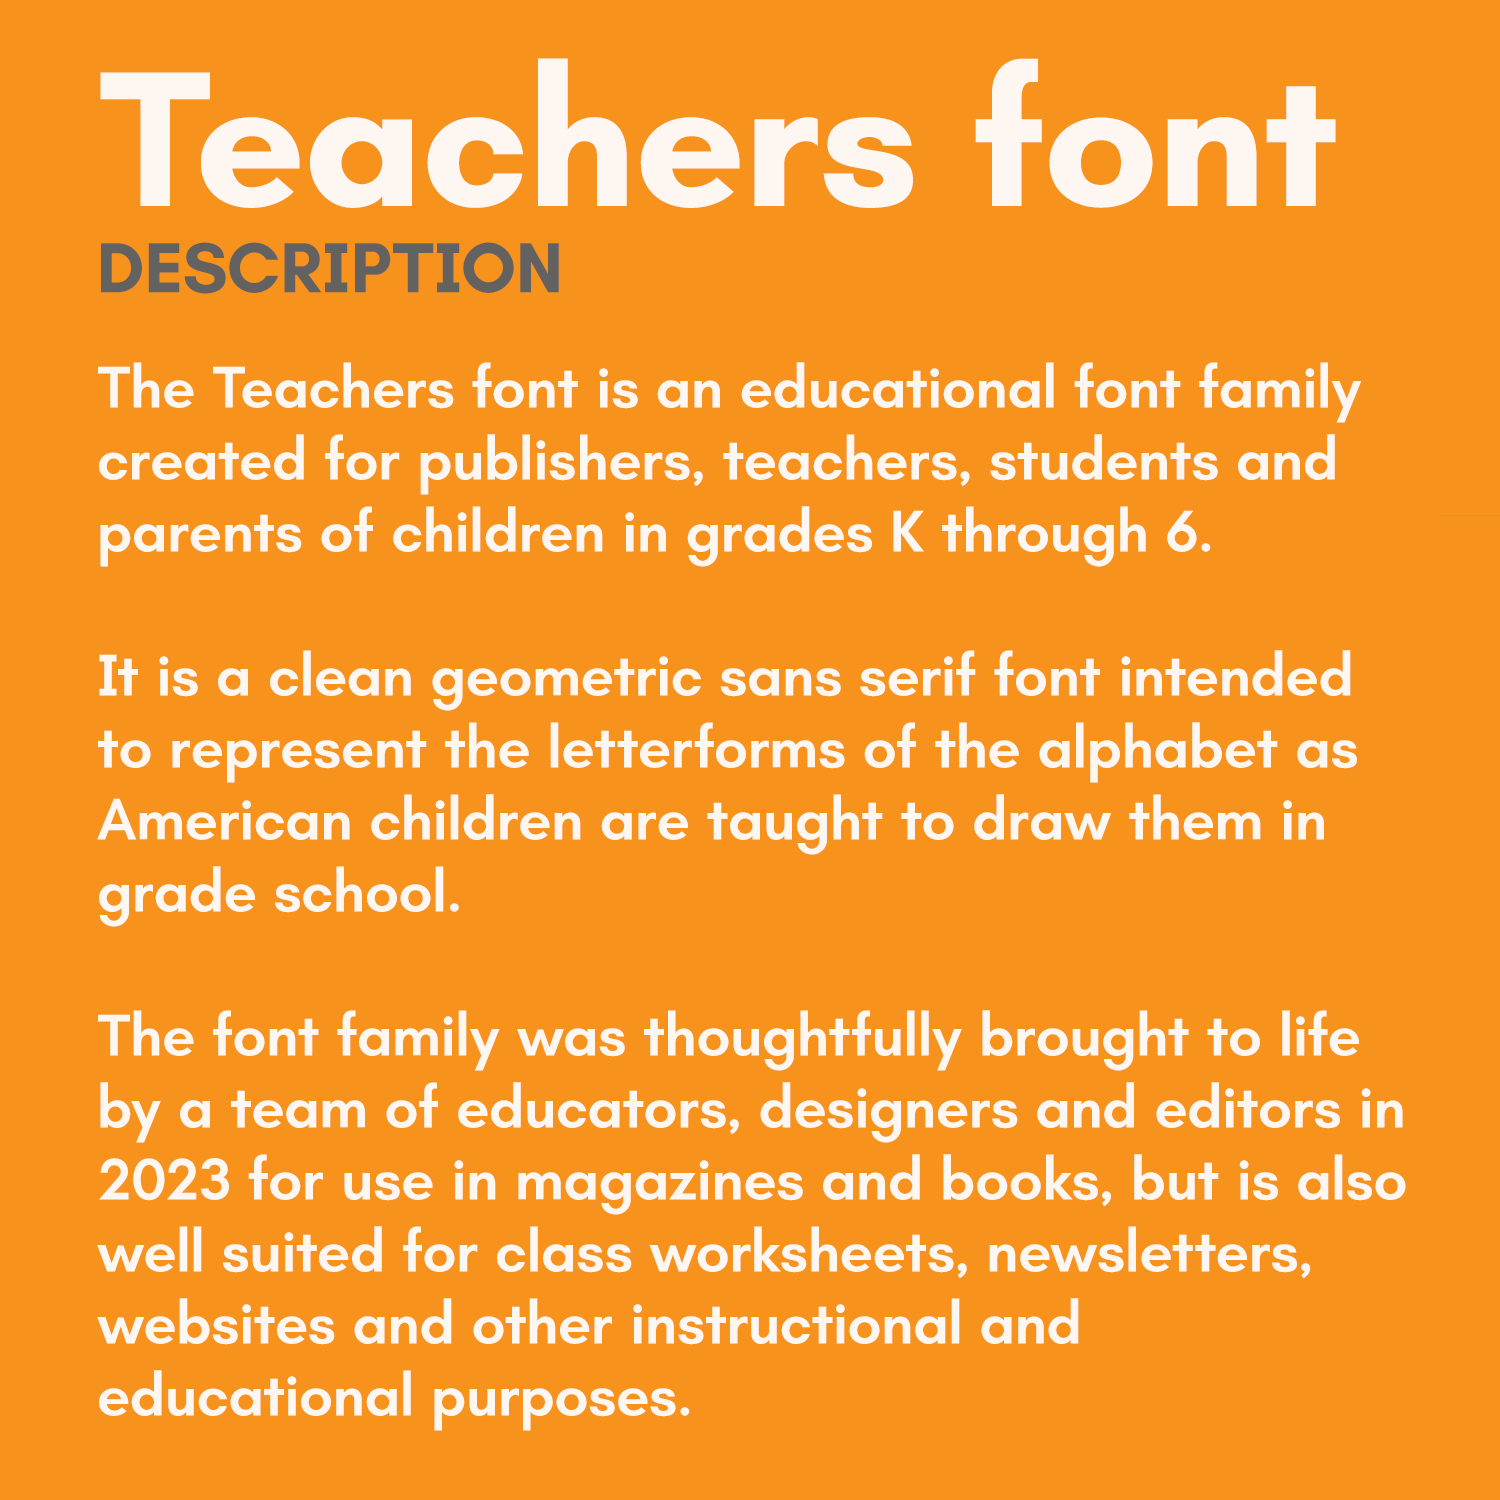 Teachers font
DESCRIPTION
The Teachers font is an educational font family
created for publishers, teachers, students and
parents of children in grades K through 6.
It is a clean geometric sans serif font intended
to represent the letterforms of the alphabet as
American children are taught to draw them in
grade school.
The font family was thoughtfully brought to life
by a team of educators, designers and editors in
2023 for use in magazines and books, but is also
well suited for class worksheets, newsletters,
websites and other instructional and
educational purposes.